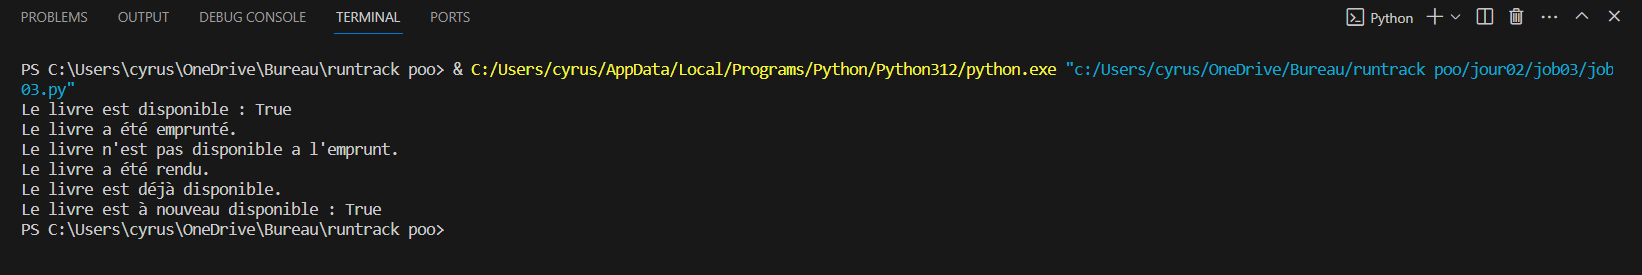 PROBLEMS OUTPUT DEBUG CONSOLE TERMINAL PORTS Python
PS C:\Users\cyrus\OneDrive\Bureau\runtrack poo> & C:/Users/cyrus/AppData/Local/Programs/Python/Python312/python.exe "c:/Users/cyrus/OneDrive/Bureau/runtrack poo/jour02/job03/job
03.py"
Le livre est disponible : True
Le livre a été emprunté.
Le livre n'est pas disponible a l'emprunt.
Le livre a été rendu.
Le livre est déjà disponible.
Le livre est à nouveau disponible : True
PS C:\Users\cyrus\OneDrive\Bureau\runtrack poo>